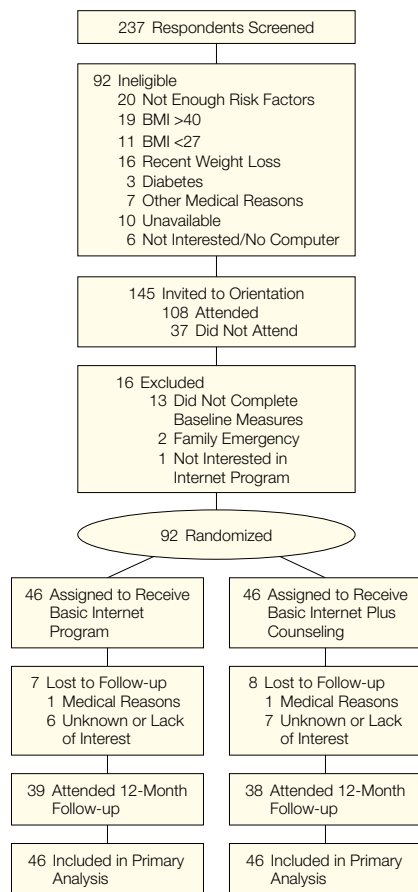 237 Respondents Screened
92 Ineligible
20 Not Enough Risk Factors
19 BMI >40
11 BMI <27
16 Recent Weight Loss
3 Diabetes
7 Other Medical Reasons
10 Unavailable
6 Not Interested/No Computer
145 Invited to Orientation
108 Attended
37 Did Not Attend
16 Excluded
13 Did Not Complete
Baseline Measures
2 Family Emergency
1 Not Interested in
Internet Program
92 Randomized
46 Assigned to Receive
Basic Internet
Program
7 Lost to Follow-up
1 Medical Reasons
6 Unknown or Lack
of Interest
39 Attended 12-Month
Follow-up
46 Included in Primary
Analysis
46 Assigned to Receive
Basic Internet Plus
Counseling
8 Lost to Follow-up
1 Medical Reasons
7 Unknown or Lack
of Interest
38 Attended 12-Month
Follow-up
46 Included in Primary
Analysis